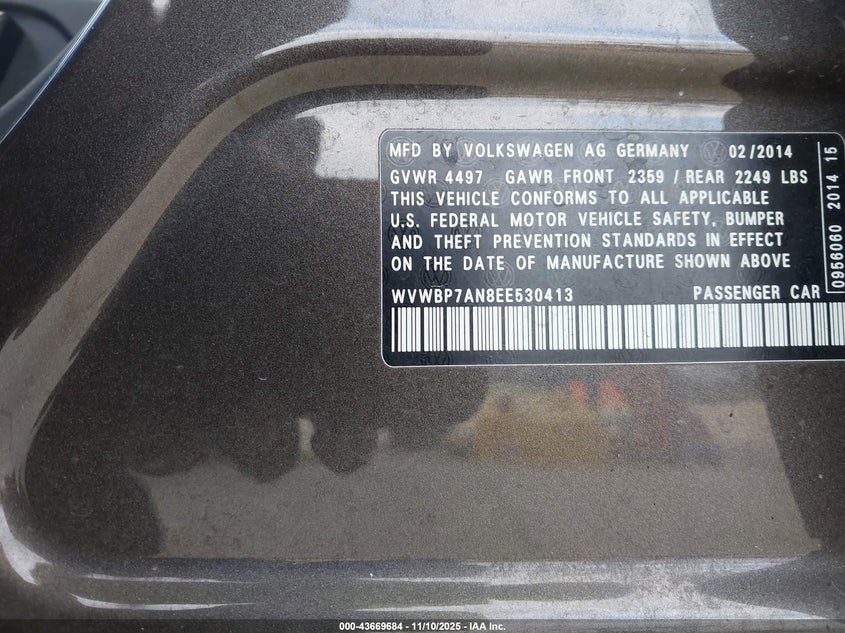 MFD BY VOLKSWAGEN AG GERMANY 02/2014
GVWR 4497 GAWR FRONT 2359 / REAR 2249 LBS
THIS VEHICLE CONFORMS TO ALL APPLICABLE
U.S. FEDERAL MOTOR VEHICLE SAFETY, BUMPER
AND THEFT PREVENTION STANDARDS IN EFFECT
ON THE DATE OF MANUFACTURE SHOWN ABOVE
WVWBP7AN8EE530413 PASSENGER CAR
0956060 2014 15
000-43669684 - 11/10/2025 - IAA Inc.